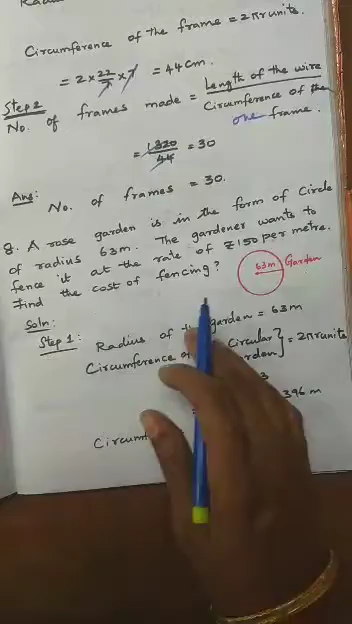 Circumference of the frame = 2πr units.
= 2 × 22/7 × 7 = 44 cm.
Step 2
No. of frames made = Length of the wire / Circumference of the one frame.
= 1320/44 = 30
Ans: No. of frames = 30.
8. A rose garden is in the form of Circle
of radius 63m. The gardener wants to
fence it at the rate of ₹150 per metre.
Find the cost of fencing?
63m Garden
Soln:
Step 1: Radius of garden = 63m
Circumference of Circular } = 2πr units
3
396 m